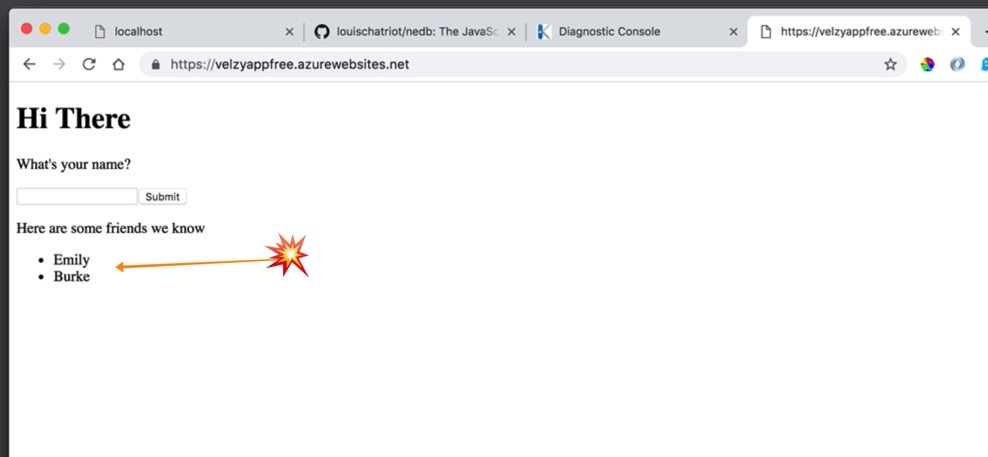 localhost
louischatriot/nedb: The JavaSc
Diagnostic Console
https://velzyappfree.azureweb
https://velzyappfree.azurewebsites.net
Hi There
What's your name?
Submit
Here are some friends we know
Emily
Burke